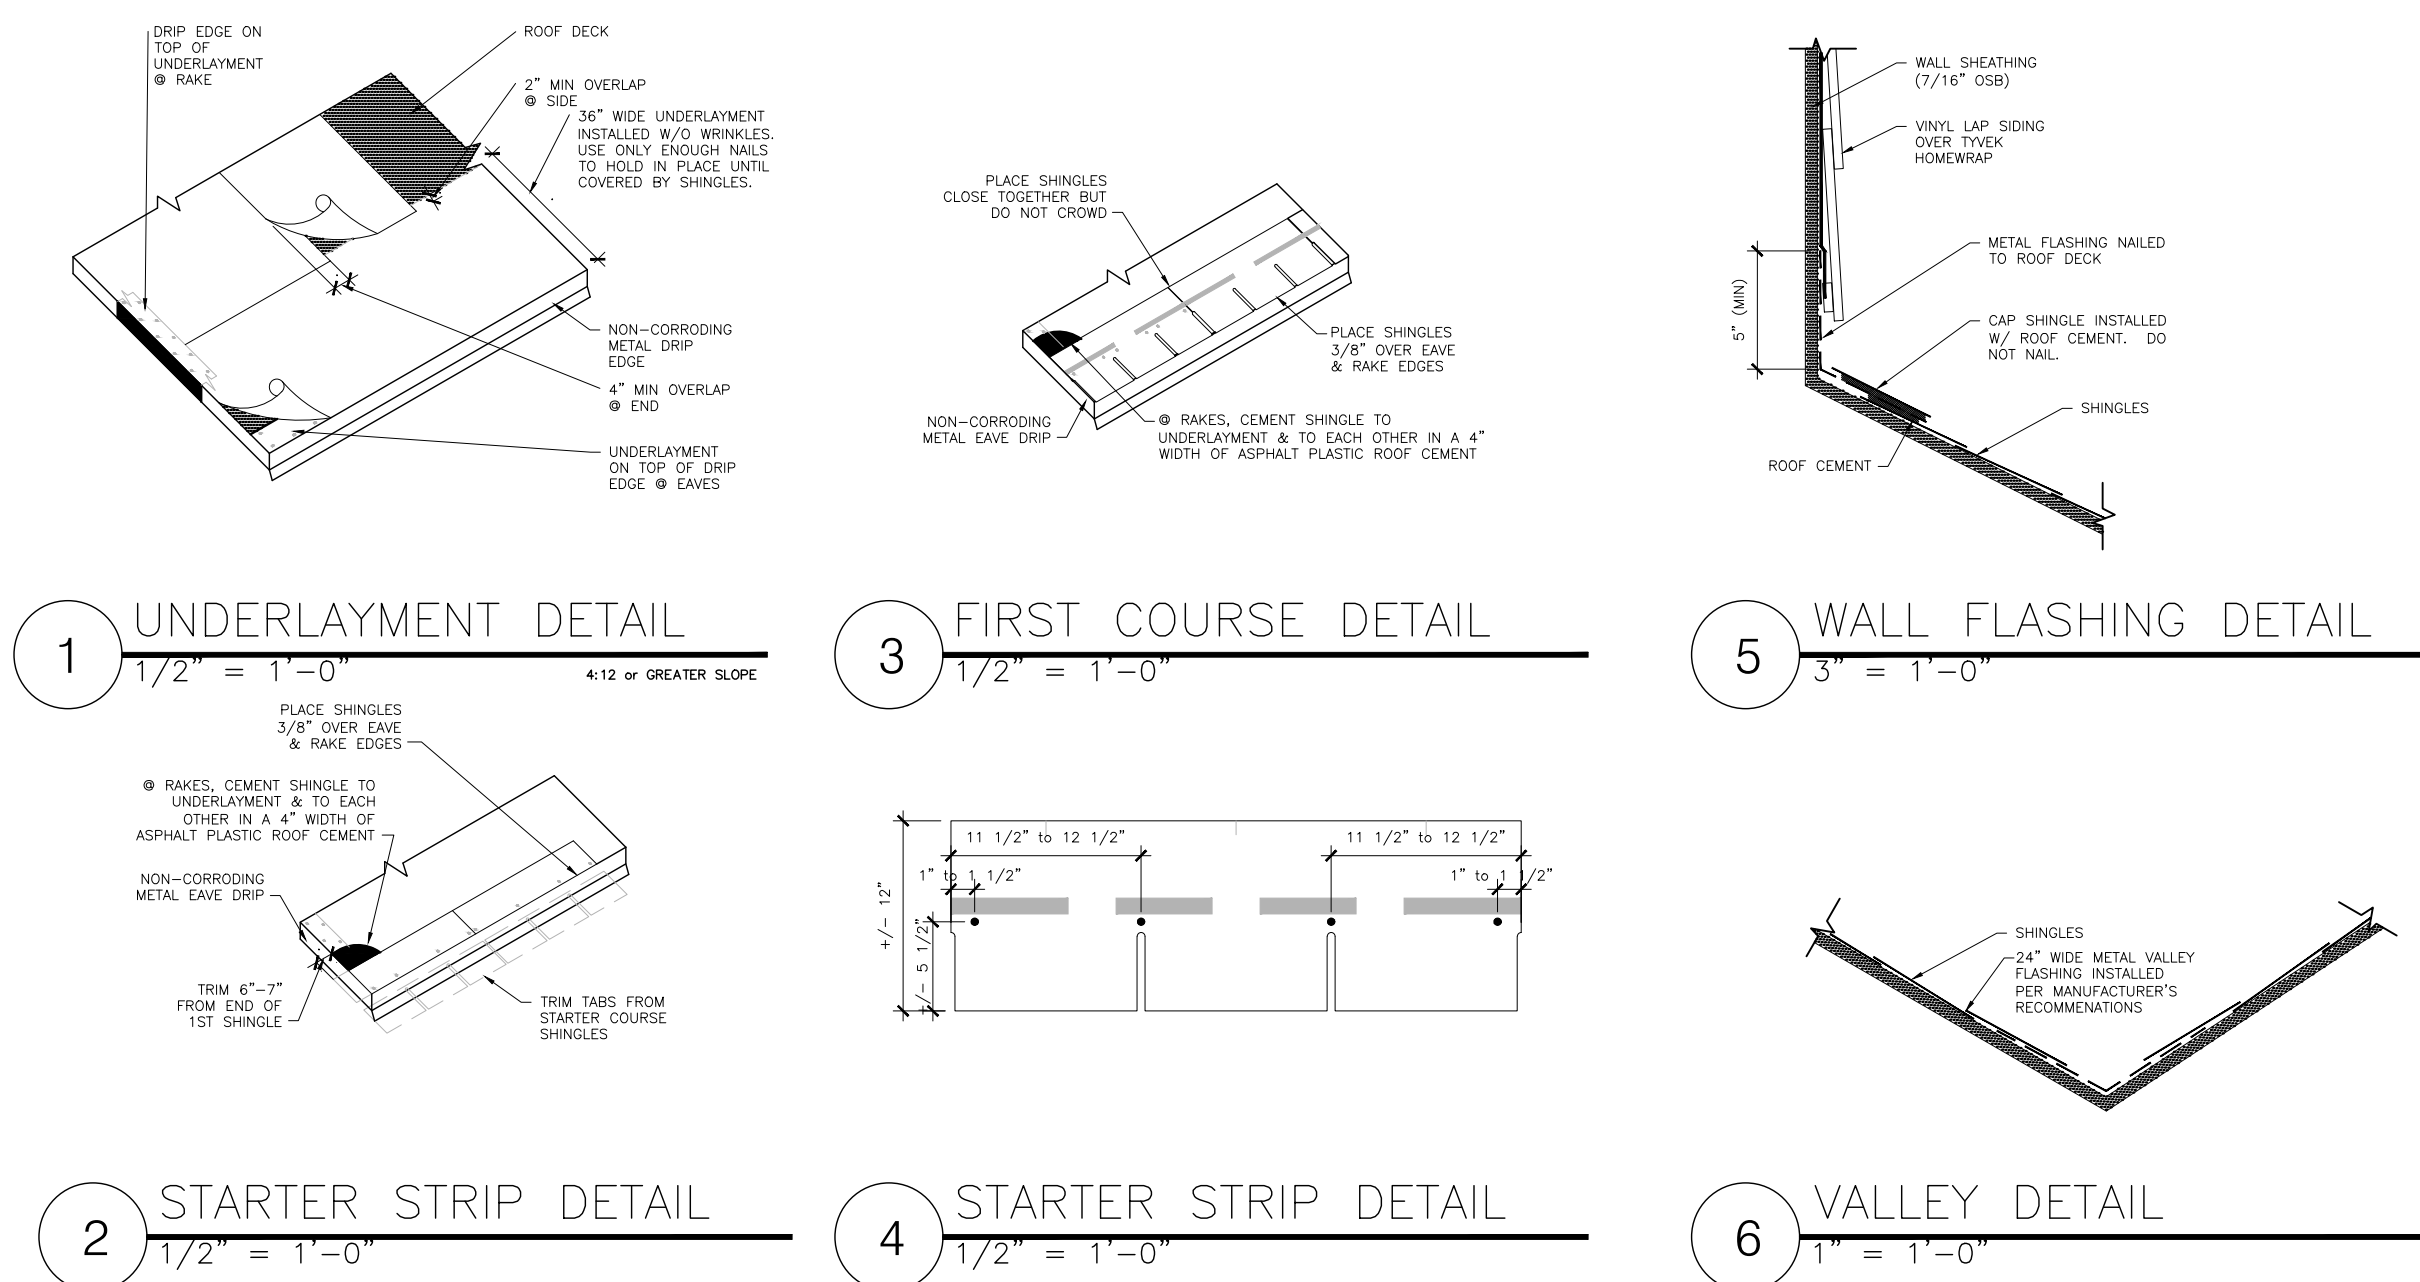 DRIP EDGE ON
TOP OF
UNDERLAYMENT
@ RAKE
ROOF DECK
2" MIN OVERLAP
@ SIDE
36" WIDE UNDERLAYMENT
INSTALLED W/O WRINKLES.
USE ONLY ENOUGH NAILS
TO HOLD IN PLACE UNTIL
COVERED BY SHINGLES.
NON-CORRODING
METAL DRIP
EDGE
4" MIN OVERLAP
@ END
UNDERLAYMENT
ON TOP OF DRIP
EDGE @ EAVES
1
UNDERLAYMENT DETAIL
1/2" = 1'-0"
4:12 or GREATER SLOPE
PLACE SHINGLES
CLOSE TOGETHER BUT
DO NOT CROWD
PLACE SHINGLES
3/8" OVER EAVE
& RAKE EDGES
NON-CORRODING
METAL EAVE DRIP
@ RAKES, CEMENT SHINGLE TO
UNDERLAYMENT & TO EACH OTHER IN A 4"
WIDTH OF ASPHALT PLASTIC ROOF CEMENT
3
FIRST COURSE DETAIL
1/2" = 1'-0"
WALL SHEATHING
(7/16" OSB)
VINYL LAP SIDING
OVER TYVEK
HOMEWRAP
METAL FLASHING NAILED
TO ROOF DECK
5" (MIN)
CAP SHINGLE INSTALLED
W/ ROOF CEMENT. DO
NOT NAIL.
SHINGLES
ROOF CEMENT
5
WALL FLASHING DETAIL
3" = 1'-0"
PLACE SHINGLES
3/8" OVER EAVE
& RAKE EDGES
@ RAKES, CEMENT SHINGLE TO
UNDERLAYMENT & TO EACH
OTHER IN A 4" WIDTH OF
ASPHALT PLASTIC ROOF CEMENT
NON-CORRODING
METAL EAVE DRIP
TRIM 6"-7"
FROM END OF
1ST SHINGLE
TRIM TABS FROM
STARTER COURSE
SHINGLES
2
STARTER STRIP DETAIL
1/2" = 1'-0"
11 1/2" to 12 1/2"
11 1/2" to 12 1/2"
1" to 1 1/2"
1" to 1 1/2"
+/- 12"
+/- 5 1/2"
4
STARTER STRIP DETAIL
1/2" = 1'-0"
SHINGLES
24" WIDE METAL VALLEY
FLASHING INSTALLED
PER MANUFACTURER'S
RECOMMENATIONS
6
VALLEY DETAIL
1" = 1'-0"